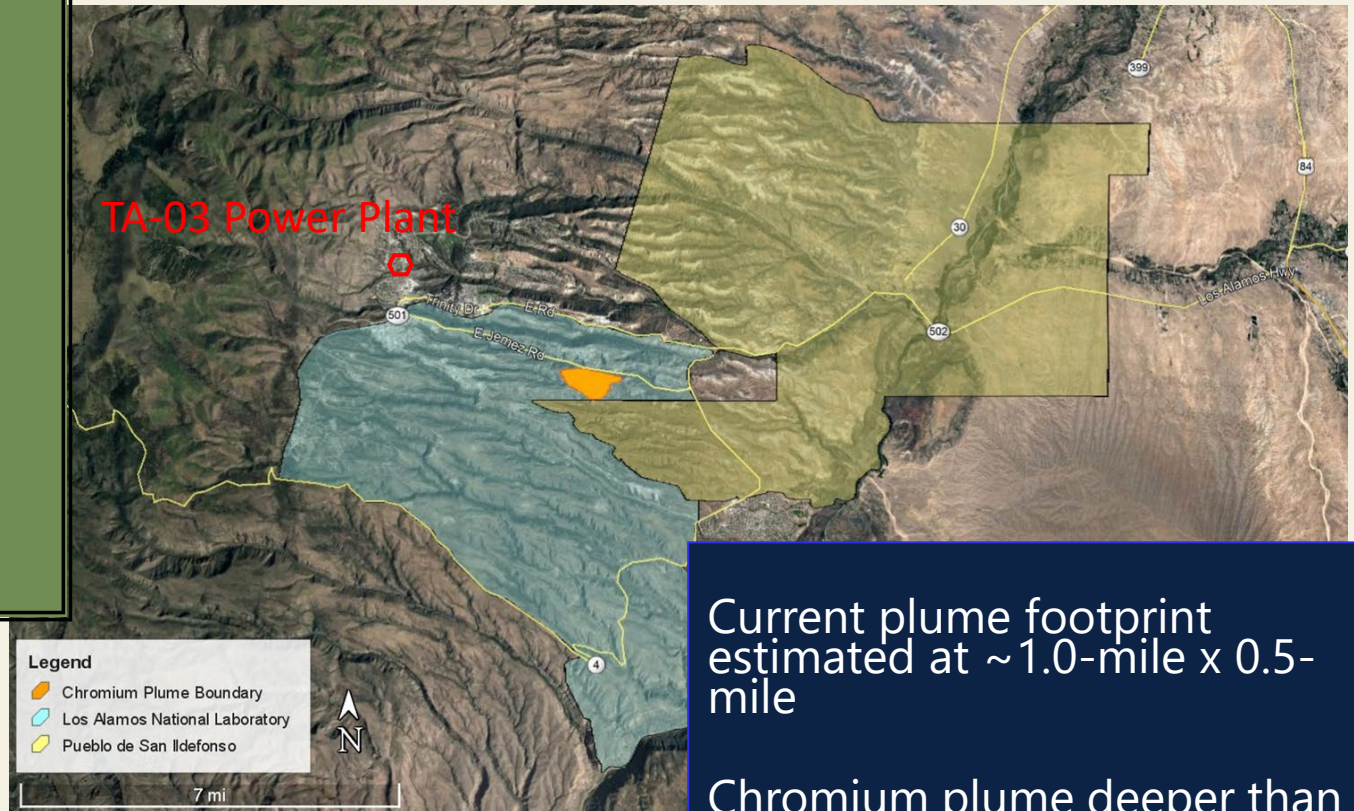 399
84
TA-03 Power Plant
30
Los Alamos Hwy
Trinity Dr
E Rd
501
502
E Jemez Rd
4
Legend
Chromium Plume Boundary
Los Alamos National Laboratory
Pueblo de San Ildefonso
N
7 mi
Current plume footprint
estimated at ~1.0-mile x 0.5-
mile
Chromium plume deeper than